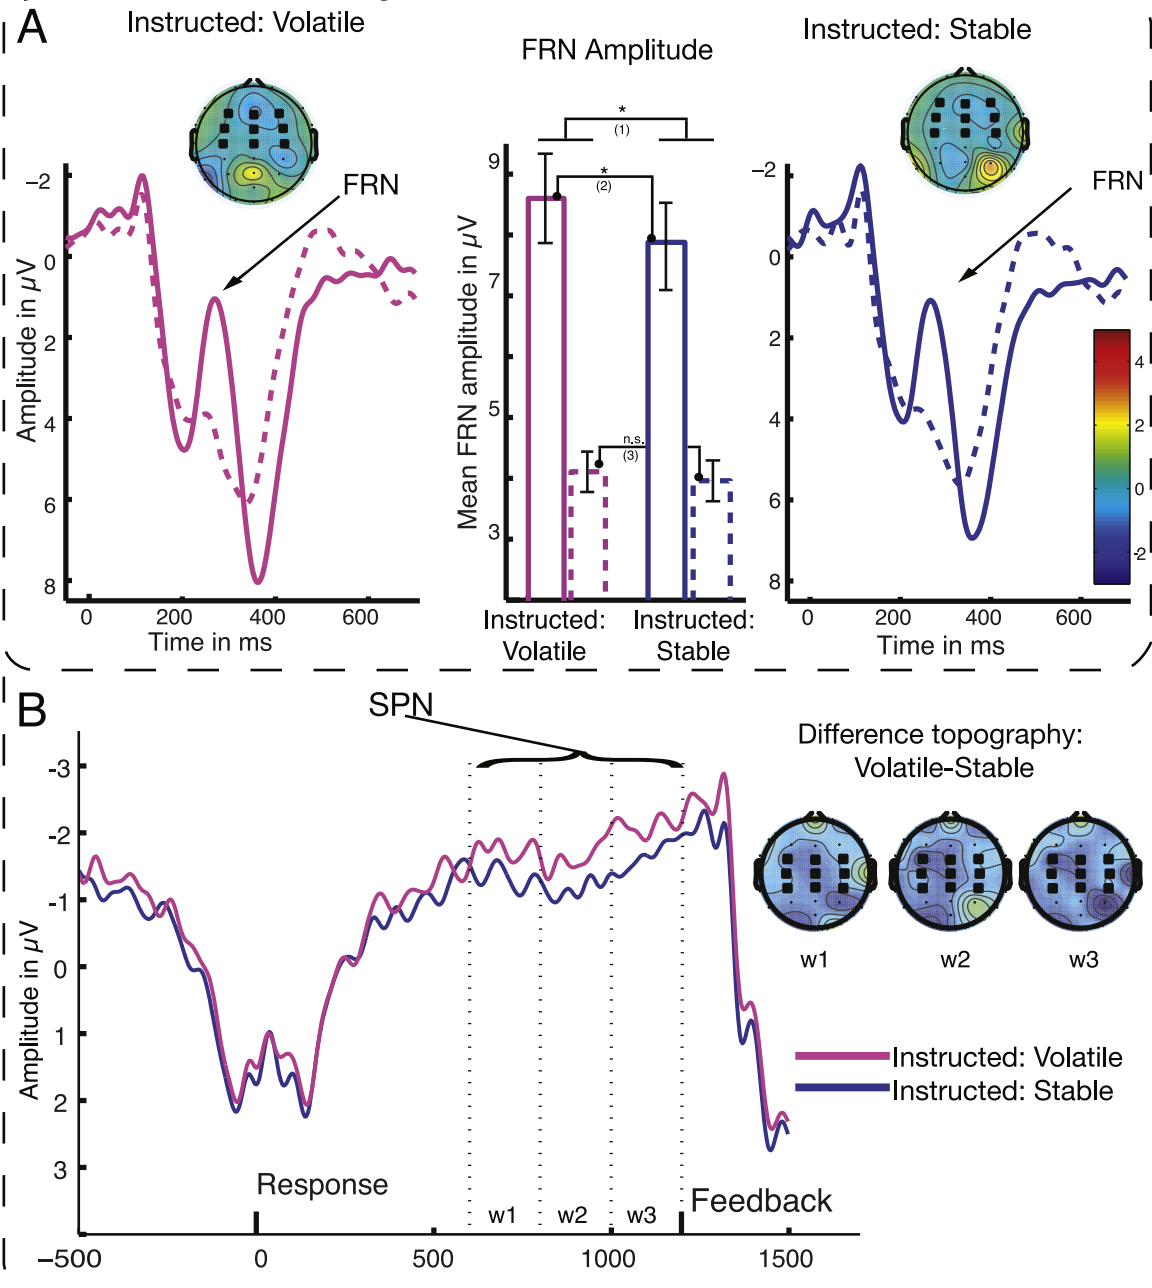 A
Instructed: Volatile
FRN Amplitude
Instructed: Stable
*
(1)
*
(2)
n.s.
(3)
FRN
FRN
Amplitude in µV
−2
0
2
4
6
8
0
200
400
600
Time in ms
Mean FRN amplitude in µV
9
7
5
3
Instructed:
Volatile
Instructed:
Stable
−2
0
2
4
6
8
0
200
400
600
Time in ms
4
2
0
-2
B
SPN
Difference topography:
Volatile-Stable
w1
w2
w3
Amplitude in µV
-3
-2
-1
0
1
2
3
Instructed: Volatile
Instructed: Stable
Response
w1
w2
w3
Feedback
−500
0
500
1000
1500